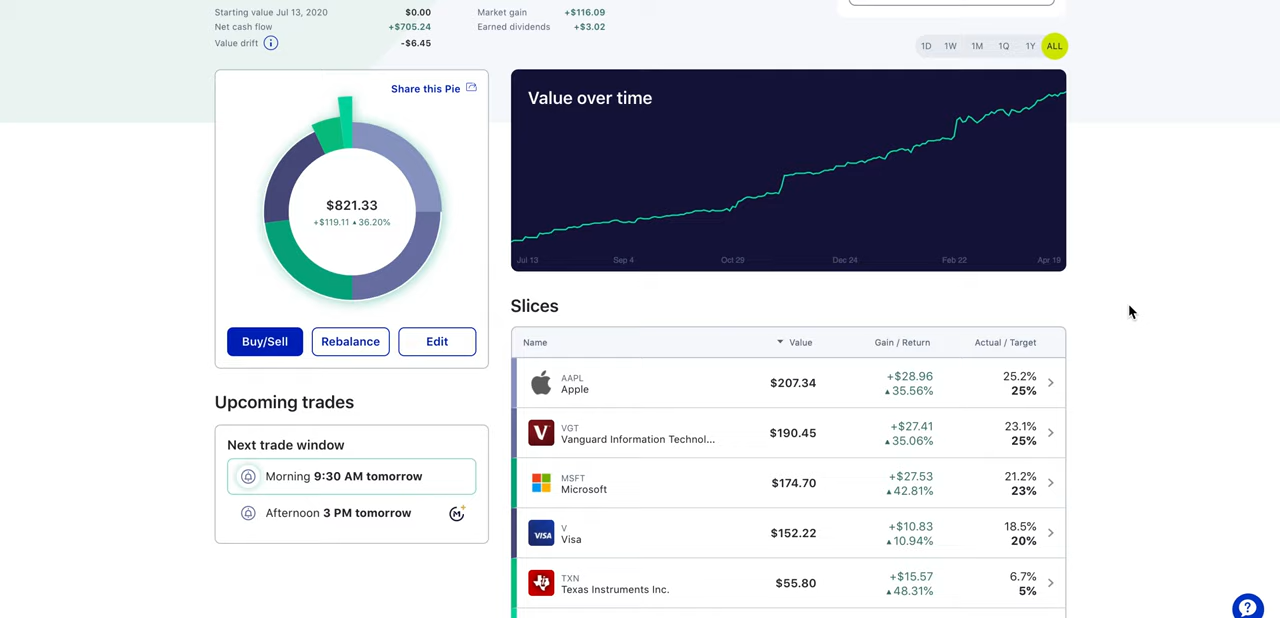 Starting value Jul 13, 2020 $0.00 Market gain +$116.09
Net cash flow +$705.24 Earned dividends +$3.02
Value drift -$6.45
1D 1W 1M 1Q 1Y ALL
Share this Pie
Value over time
$821.33
+$119.11 ▲ 36.20%
Jul 13 Sep 4 Oct 29 Dec 24 Feb 22 Apr 19
Buy/Sell Rebalance Edit
Slices
Name ▼ Value Gain / Return Actual / Target
AAPL
Apple
$207.34
+$28.96
▲35.56%
25.2%
25%
VGT
Vanguard Information Technol...
$190.45
+$27.41
▲35.06%
23.1%
25%
MSFT
Microsoft
$174.70
+$27.53
▲42.81%
21.2%
23%
VISA
V
Visa
$152.22
+$10.83
▲10.94%
18.5%
20%
TXN
Texas Instruments Inc.
$55.80
+$15.57
▲48.31%
6.7%
5%
Upcoming trades
Next trade window
Morning 9:30 AM tomorrow
Afternoon 3 PM tomorrow